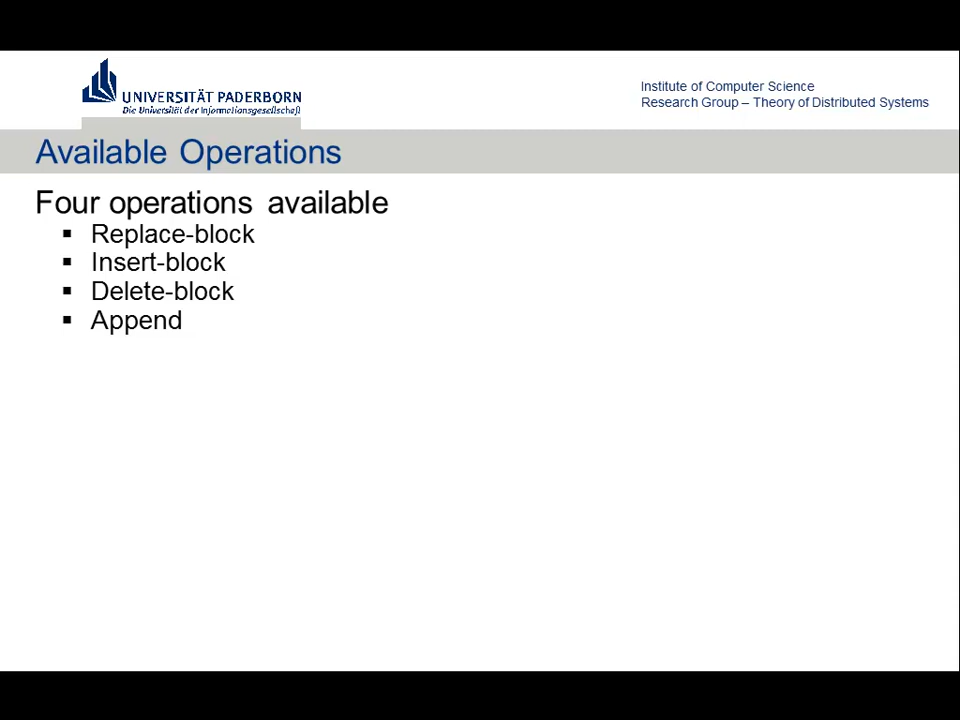 UNIVERSITÄT PADERBORN
Die Universität der Informationsgesellschaft
Institute of Computer Science
Research Group – Theory of Distributed Systems
Available Operations
Four operations available
▪ Replace-block
▪ Insert-block
▪ Delete-block
▪ Append